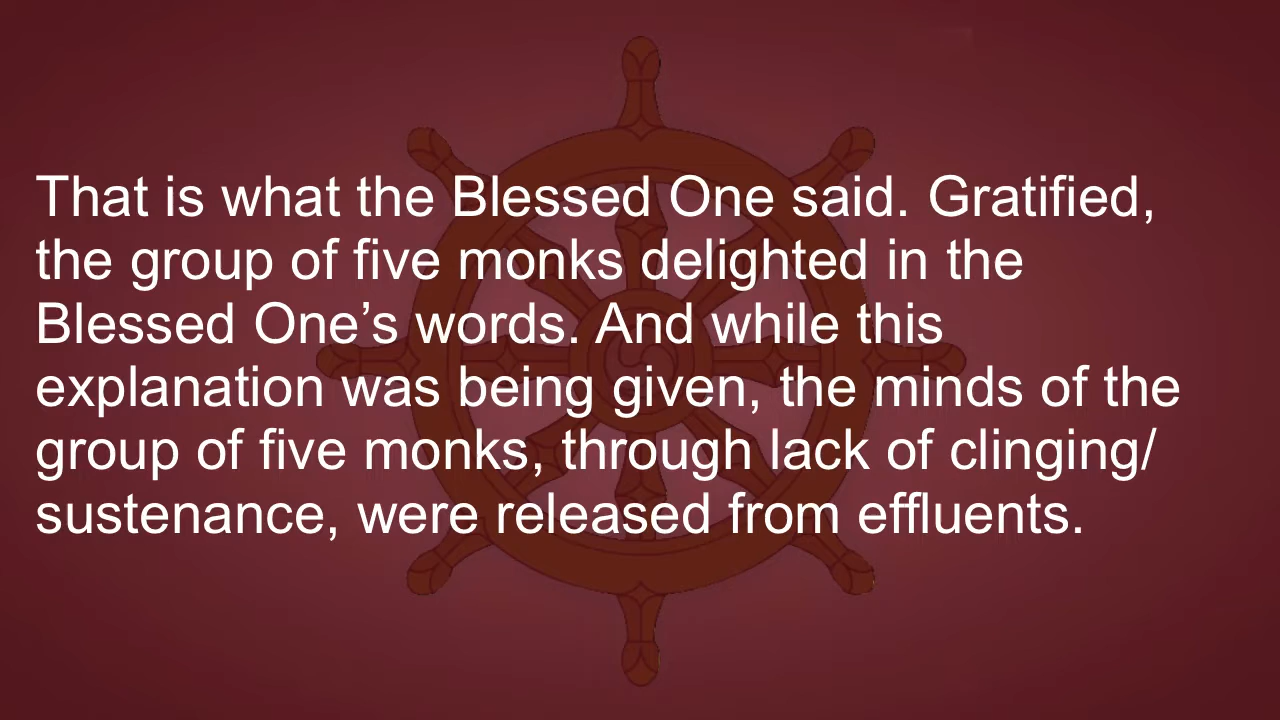 That is what the Blessed One said. Gratified,
the group of five monks delighted in the
Blessed One’s words. And while this
explanation was being given, the minds of the
group of five monks, through lack of clinging/
sustenance, were released from effluents.